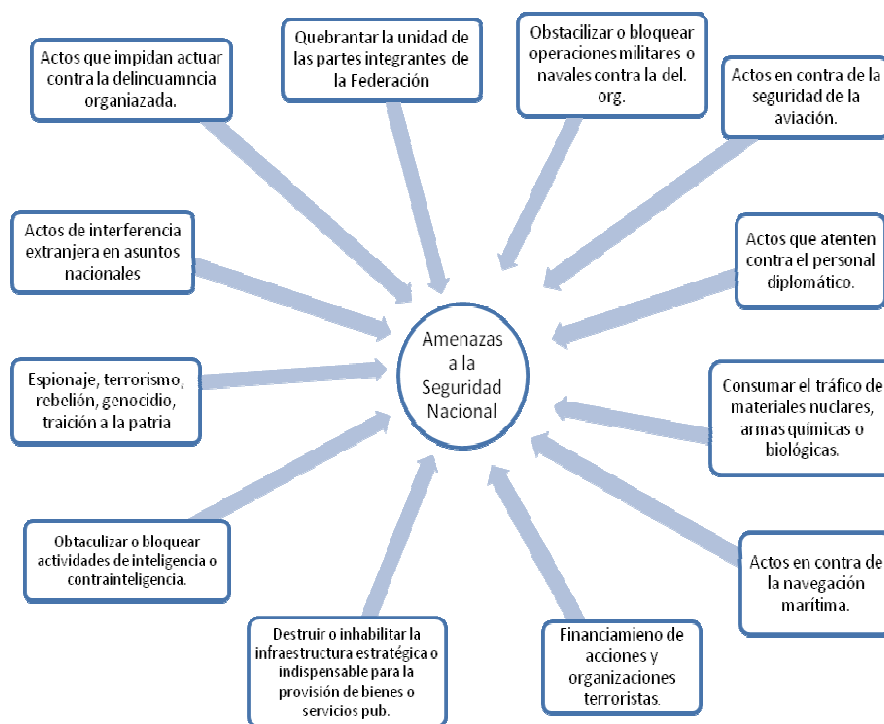 Actos que impidan actuar
contra la delincuamncia
organiazada.
Quebrantar la unidad de
las partes integrantes de
la Federación
Obstacilizar o bloquear
operaciones militares o
navales contra la del.
org.
Actos en contra de la
seguridad de la
aviación.
Actos de interferencia
extranjera en asuntos
nacionales
Actos que atenten
contra el personal
diplomático.
Amenazas
a la
Seguridad
Nacional
Espionaje, terrorismo,
rebelión, genocidio,
traición a la patria
Consumar el tráfico de
materiales nuclares,
armas químicas o
biológicas.
Obtaculizar o bloquear
actividades de inteligencia o
contrainteligencia.
Actos en contra de
la navegación
marítima.
Destruir o inhabilitar la
infraestructura estratégica o
indispensable para la
provisión de bienes o
servicios pub.
Financiamieno de
acciones y
organizaciones
terroristas.